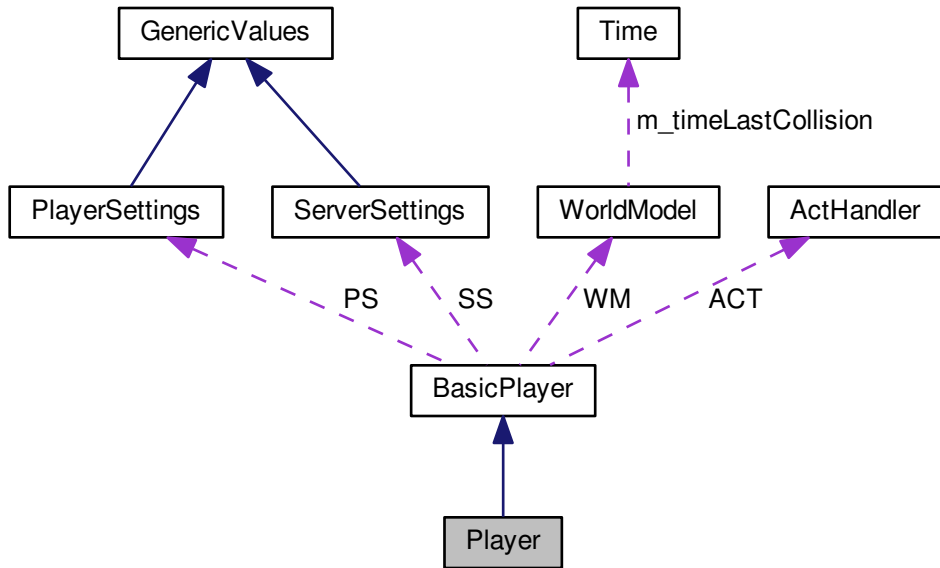 GenericValues
Time
m_timeLastCollision
PlayerSettings
ServerSettings
WorldModel
ActHandler
PS
SS
WM
ACT
BasicPlayer
Player